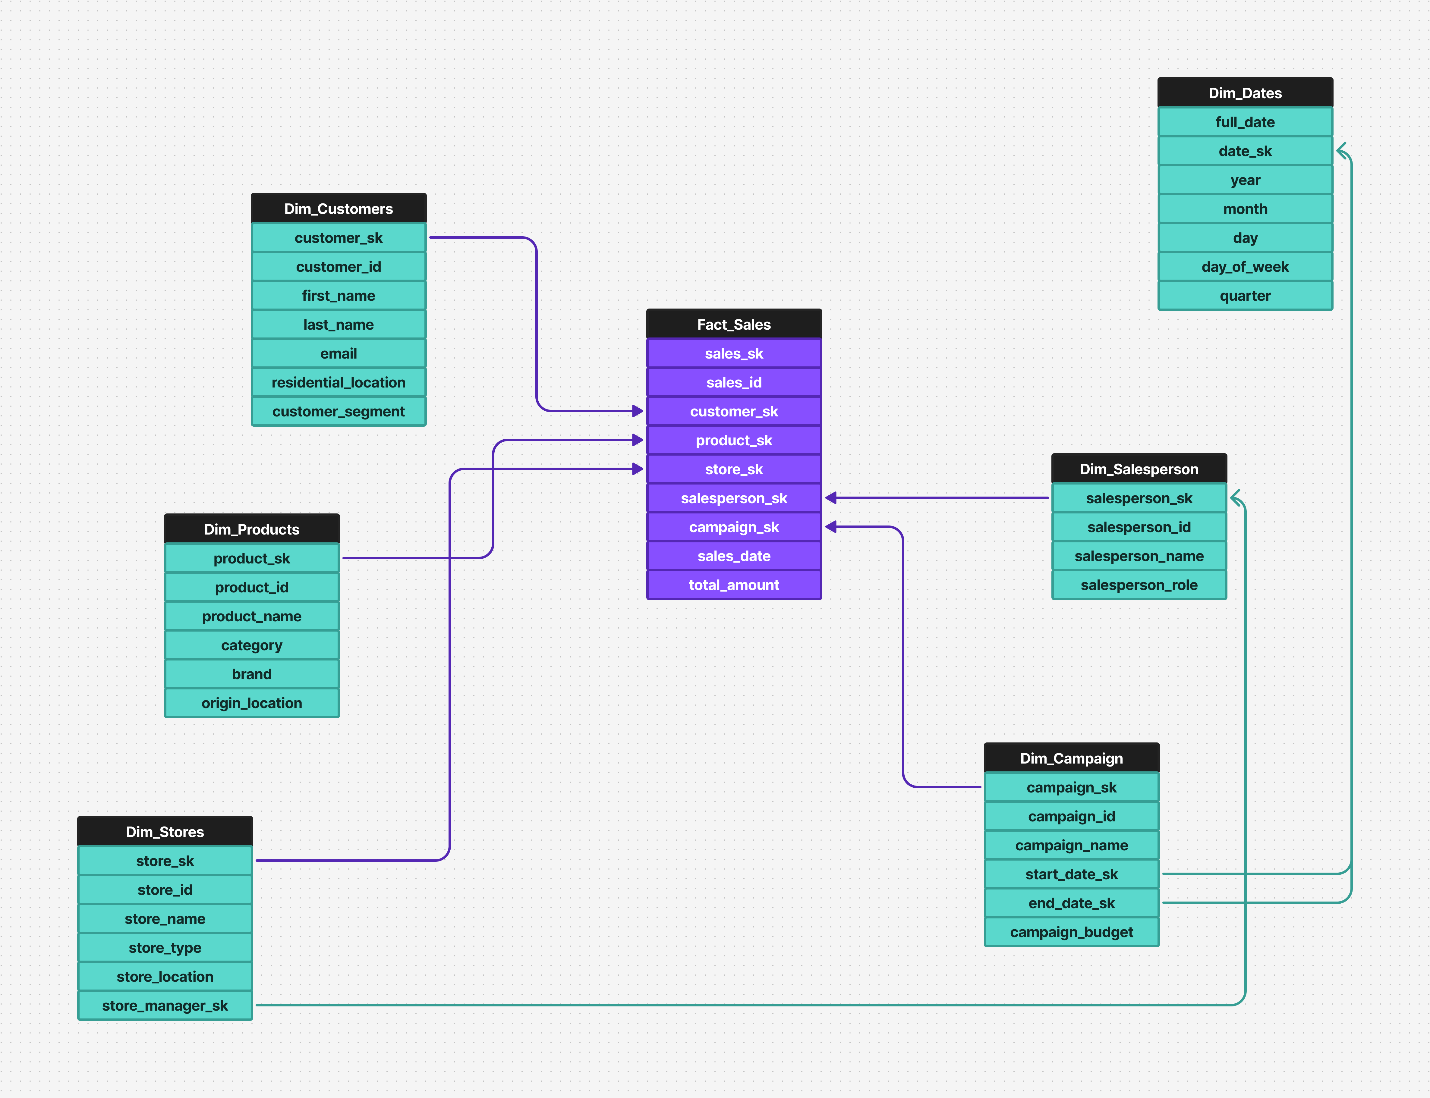 Dim_Dates
full_date
date_sk
year
month
day
day_of_week
quarter
Dim_Customers
customer_sk
customer_id
first_name
last_name
email
residential_location
customer_segment
Fact_Sales
sales_sk
sales_id
customer_sk
product_sk
store_sk
salesperson_sk
campaign_sk
sales_date
total_amount
Dim_Salesperson
salesperson_sk
salesperson_id
salesperson_name
salesperson_role
Dim_Products
product_sk
product_id
product_name
category
brand
origin_location
Dim_Campaign
campaign_sk
campaign_id
campaign_name
start_date_sk
end_date_sk
campaign_budget
Dim_Stores
store_sk
store_id
store_name
store_type
store_location
store_manager_sk